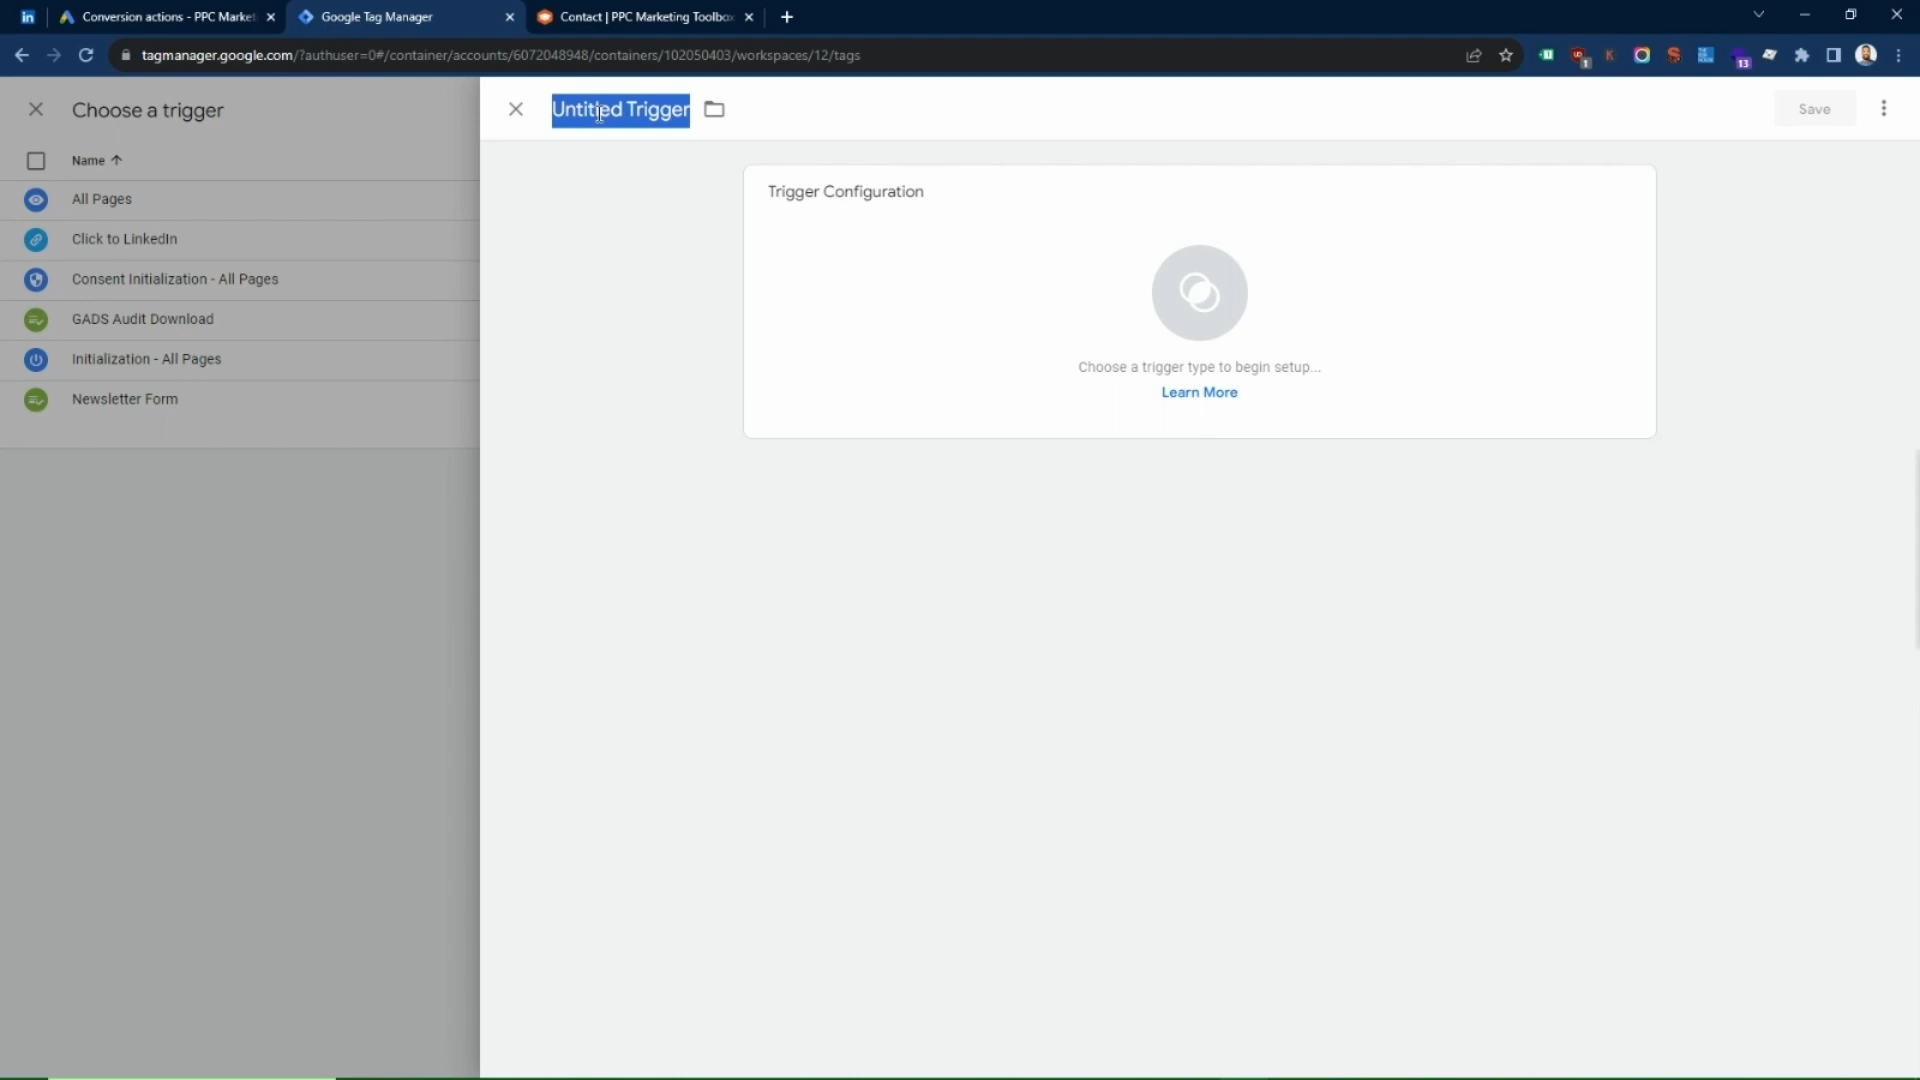 Conversion actions - PPC Market
Google Tag Manager
Contact | PPC Marketing Toolbox
tagmanager.google.com/?authuser=0#/container/accounts/6072048948/containers/102050403/workspaces/12/tags
1
13
Choose a trigger
Name
All Pages
Click to LinkedIn
Consent Initialization - All Pages
GADS Audit Download
Initialization - All Pages
Newsletter Form
Untitled Trigger
Save
Trigger Configuration
Choose a trigger type to begin setup...
Learn More